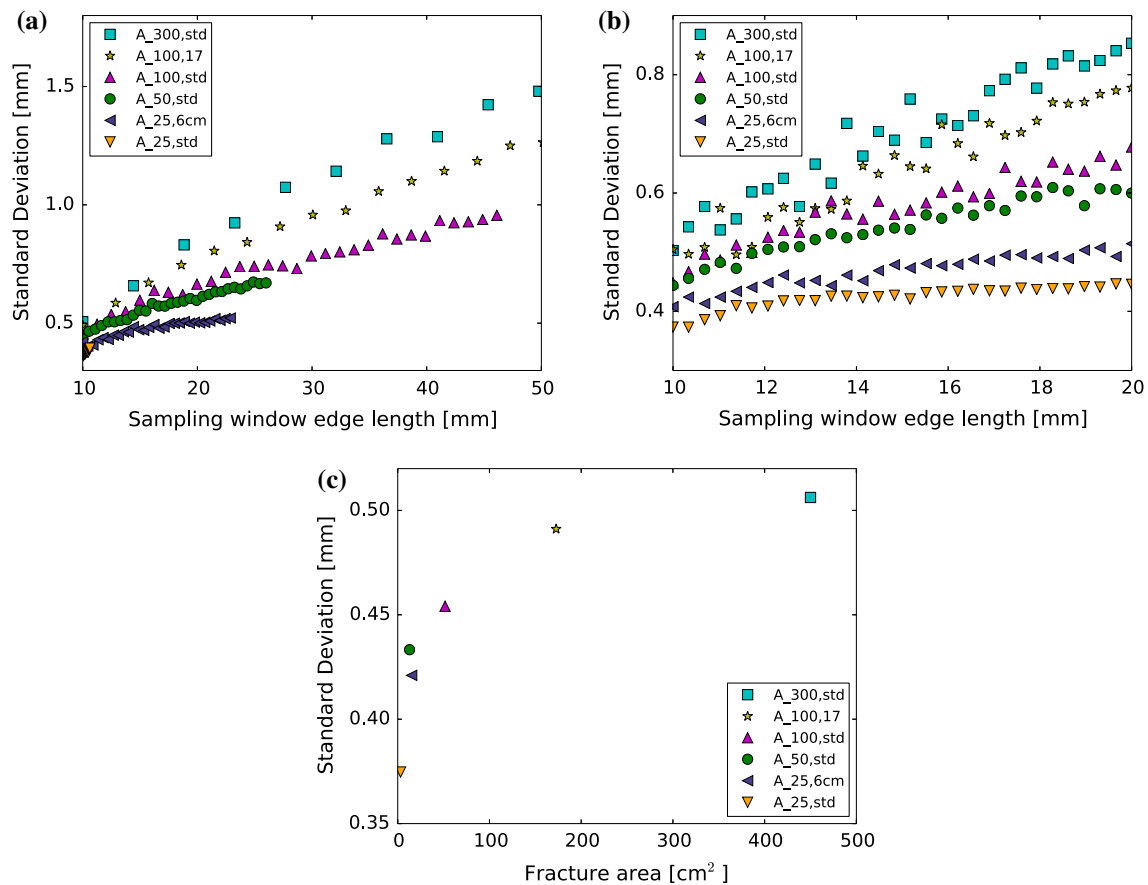 (a)
A_300,std
A_100,17
A_100,std
A_50,std
A_25,6cm
A_25,std
1.5
1.0
0.5
10 20 30 40 50
Standard Deviation [mm]
Sampling window edge length [mm]
(b)
A_300,std
A_100,17
A_100,std
A_50,std
A_25,6cm
A_25,std
0.8
0.6
0.4
10 12 14 16 18 20
Standard Deviation [mm]
Sampling window edge length [mm]
(c)
0.50
0.45
0.40
0.35
Standard Deviation [mm]
A_300,std
A_100,17
A_100,std
A_50,std
A_25,6cm
A_25,std
0 100 200 300 400 500
Fracture area [cm²]